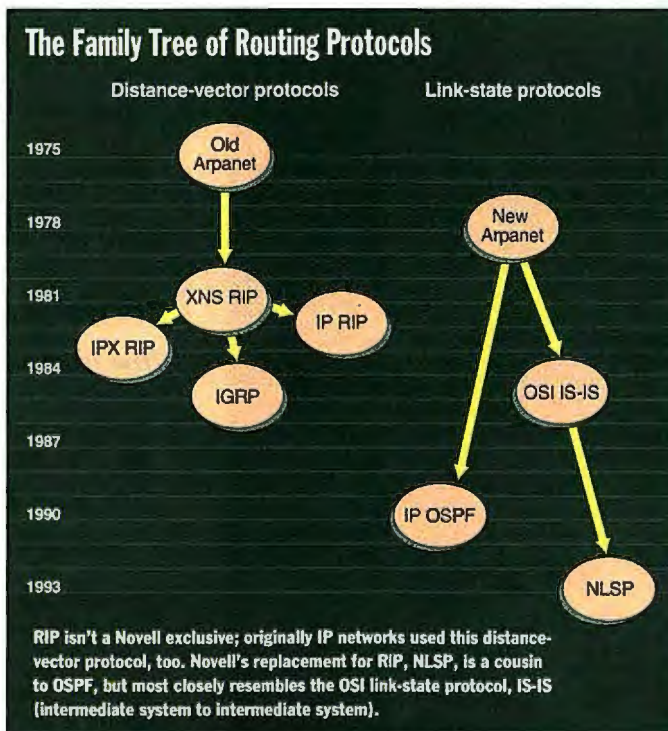 The Family Tree of Routing Protocols
Distance-vector protocols
Link-state protocols
1975
Old
Arpanet
1978
New
Arpanet
1981
XNS RIP
IP RIP
IPX RIP
1984
IGRP
OSI IS-IS
1987
1990
IP OSPF
1993
NLSP
RIP isn't a Novell exclusive; originally IP networks used this distance-
vector protocol, too. Novell's replacement for RIP, NLSP, is a cousin
to OSPF, but most closely resembles the OSI link-state protocol, IS-IS
(intermediate system to intermediate system).